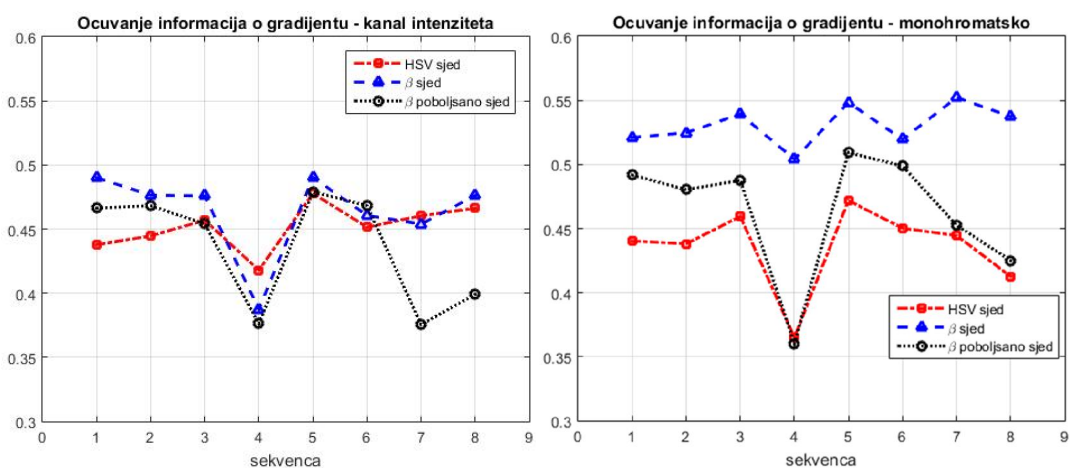 Ocuvanje informacija o gradijentu - kanal intenziteta
0.6
0.55
0.5
0.45
0.4
0.35
0.3
0 1 2 3 4 5 6 7 8 9
sekvenca
HSV sjed
β sjed
β poboljsano sjed
Ocuvanje informacija o gradijentu - monohromatsko
0.6
0.55
0.5
0.45
0.4
0.35
0.3
0 1 2 3 4 5 6 7 8 9
sekvenca
HSV sjed
β sjed
β poboljsano sjed